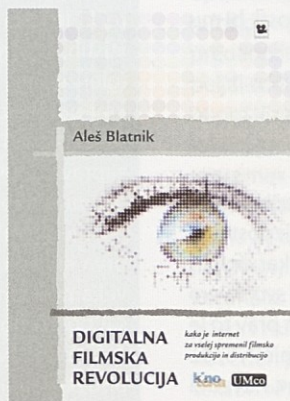 Aleš Blatnik
DIGITALNA
FILMSKA
REVOLUCIJA
kako je internet
za vselej spremenil filmsko
produkcijo in distribucijo
UMco